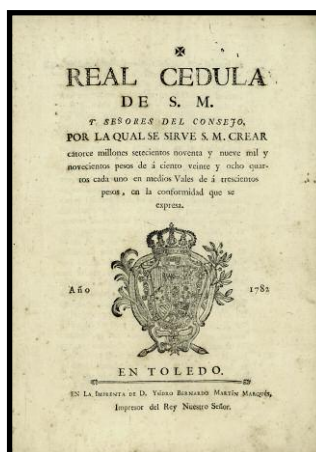 REAL CEDULA
DE S. M.
Y SEÑORES DEL CONSEJO,
POR LA QUAL SE SIRVE S. M. CREAR
catorce millones setecientos noventa y nueve mil y
novecientos pesos de á ciento veinte y ocho quar-
tos cada uno en medios Vales de á trescientos
pesos, en la conformidad que se
expresa.
Año 1782
EN TOLEDO.
EN LA IMPRENTA DE D. YSIDRO BERNARDO MARTIN MARQUES,
Impresor del Rey Nuestro Señor.